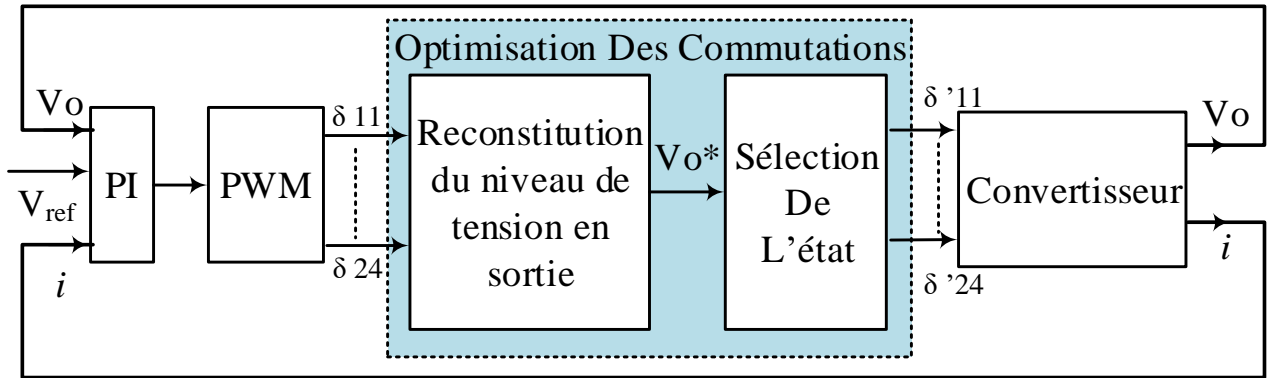 Optimisation Des Commutations
Vo
V_ref
i
PI
PWM
δ 11
δ 24
Reconstitution
du niveau de
tension en
sortie
Vo*
Sélection
De
L'état
δ '11
δ '24
Convertisseur
Vo
i